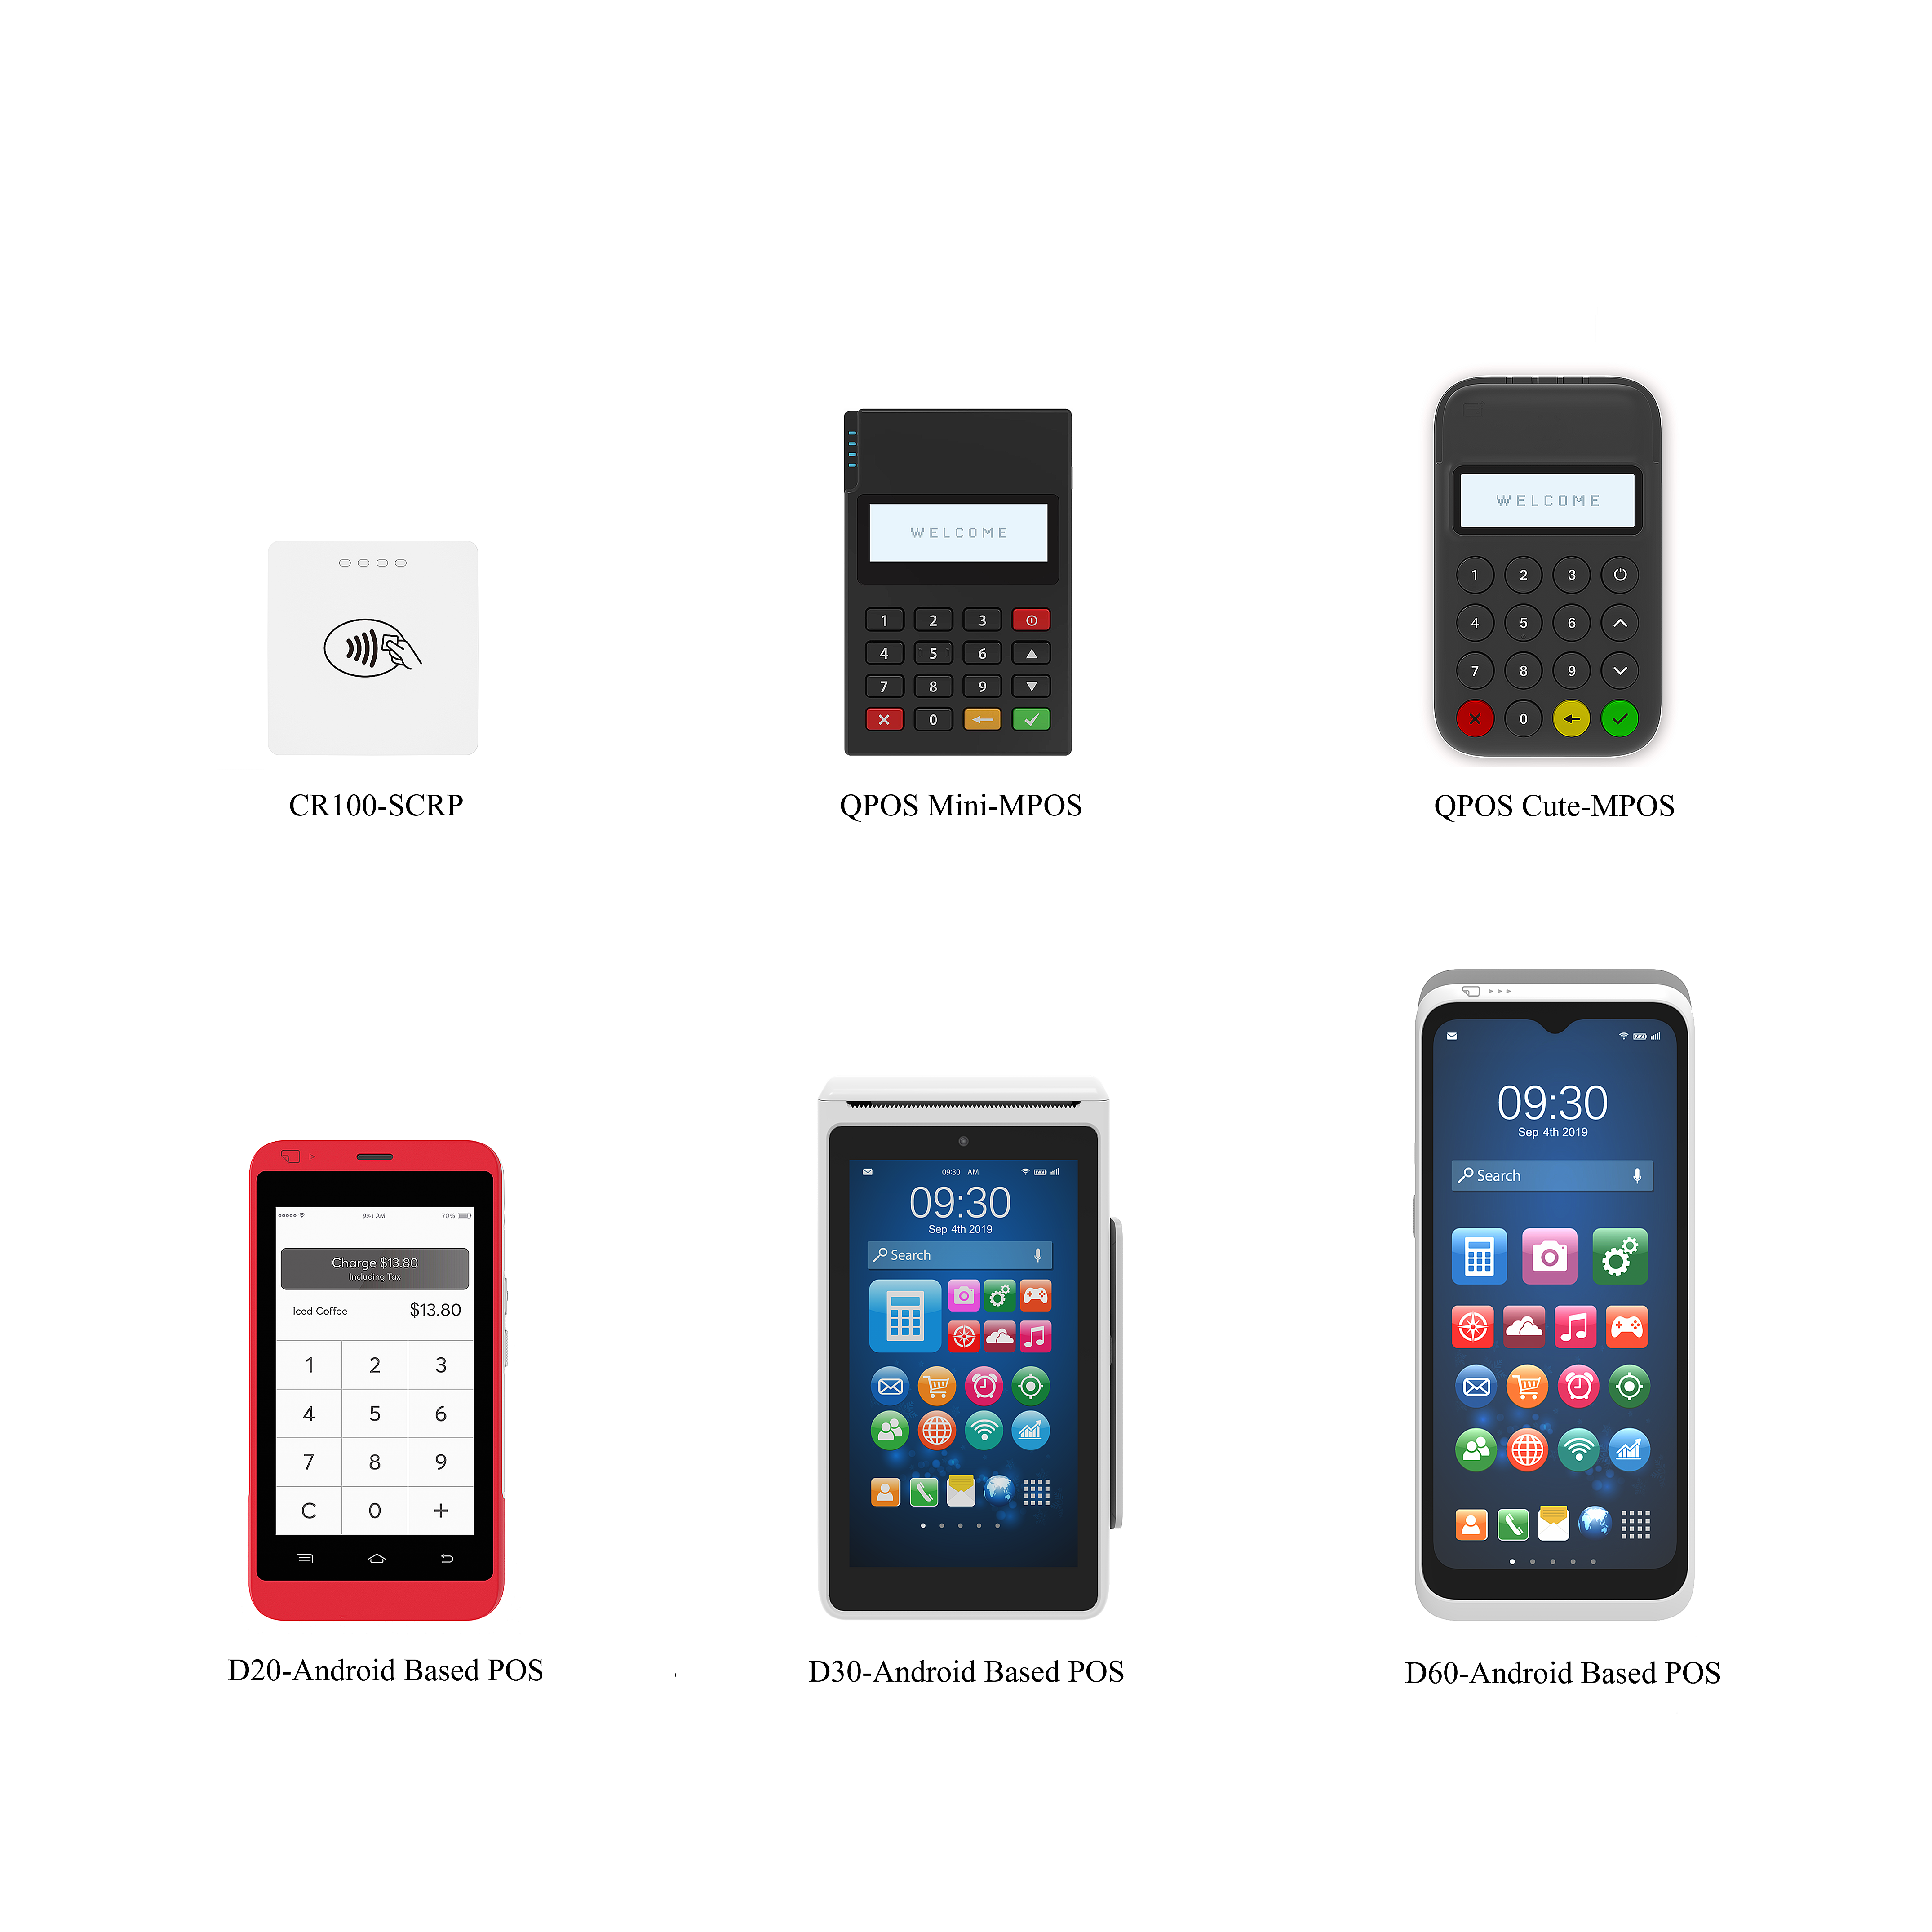 WELCOME
1 2 3
4 5 6
7 8 9
0
WELCOME
1 2 3
4 5 6
7 8 9
0
CR100-SCRP
QPOS Mini-MPOS
QPOS Cute-MPOS
9:41 AM 70%
Charge $13.80
Including Tax
Iced Coffee $13.80
1 2 3
4 5 6
7 8 9
C 0 +
09:30 AM
09:30
Sep 4th 2019
Search
09:30
Sep 4th 2019
Search
D20-Android Based POS
D30-Android Based POS
D60-Android Based POS